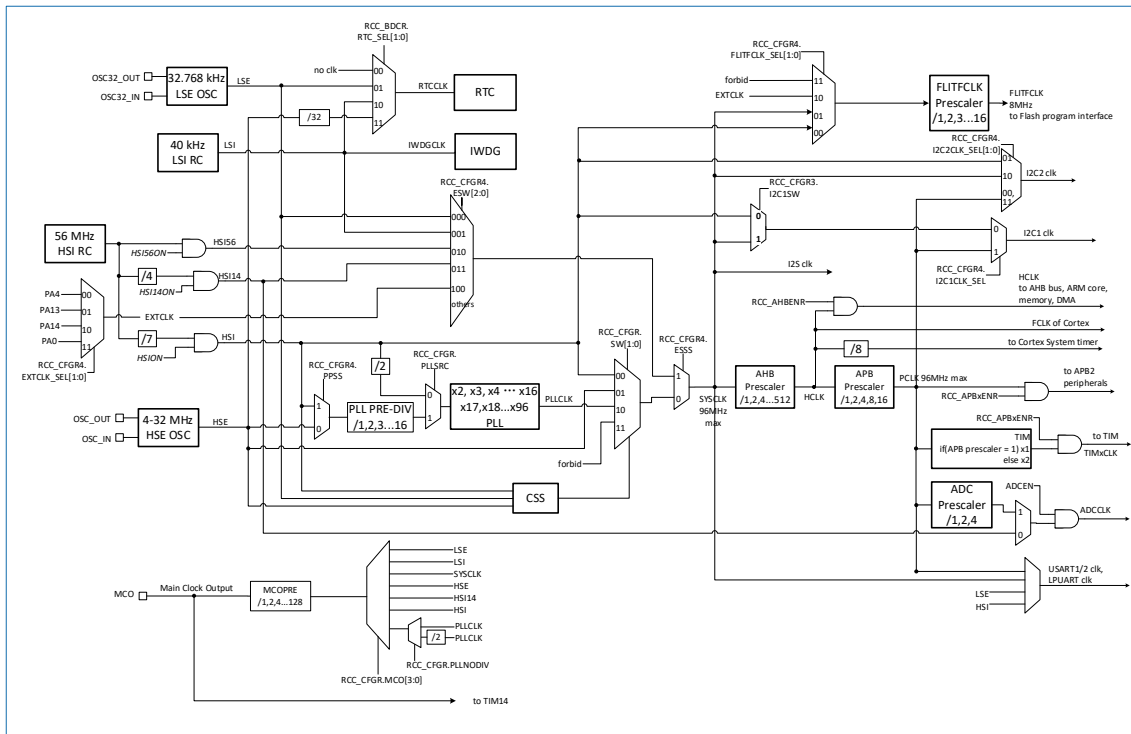 RCC_BDCR.
RTC_SEL[1:0]
OSC32_OUT
OSC32_IN
32.768 kHz
LSE OSC
LSE
no clk
00
01
10
11
/32
RTCCLK
RTC
40 kHz
LSI RC
LSI
IWDGCLK
IWDG
RCC_CFGR4.
FLITFCLK_SEL[1:0]
forbid
EXTCLK
11
10
01
00
FLITFCLK
Prescaler
/1,2,3...16
FLITFCLK
8MHz
to Flash program interface
RCC_CFGR4.
I2C2CLK_SEL[1:0]
01
10
00,
11
I2C2 clk
RCC_CFGR3.
I2C1SW
0
1
0
1
I2C1 clk
RCC_CFGR4.
I2C1CLK_SEL
I2S clk
RCC_CFGR4.
ESW[2:0]
000
001
010
011
100
others
56 MHz
HSI RC
HSI56ON
HSI56
/4
HSI14ON
HSI14
PA4
PA13
PA14
PA0
00
01
10
11
EXTCLK
RCC_CFGR4.
EXTCLK_SEL[1:0]
/7
HSION
HSI
HCLK
to AHB bus, ARM core,
memory, DMA
RCC_AHBENR
FCLK of Cortex
/8
to Cortex System timer
RCC_CFGR4.
PPSS
1
0
/2
RCC_CFGR.
PLLSRC
0
1
PLL PRE-DIV
/1,2,3...16
x2, x3, x4 ··· x16
x17,x18...x96
PLL
PLLCLK
RCC_CFGR.
SW[1:0]
00
01
10
11
forbid
RCC_CFGR4.
ESSS
1
0
SYSCLK
96MHz
max
AHB
Prescaler
/1,2,4...512
HCLK
APB
Prescaler
/1,2,4,8,16
PCLK 96MHz max
to APB2
peripherals
RCC_APBxENR
OSC_OUT
OSC_IN
4-32 MHz
HSE OSC
HSE
CSS
RCC_APBxENR
TIM
if(APB prescaler = 1) x1
else x2
to TIM
TIMxCLK
ADC
Prescaler
/1,2,4
ADCEN
1
0
ADCCLK
USART1/2 clk,
LPUART clk
LSE
HSI
MCO
Main Clock Output
MCOPRE
/1,2,4...128
LSE
LSI
SYSCLK
HSE
HSI14
HSI
PLLCLK
/2
PLLCLK
RCC_CFGR.PLLNODIV
RCC_CFGR.MCO[3:0]
to TIM14